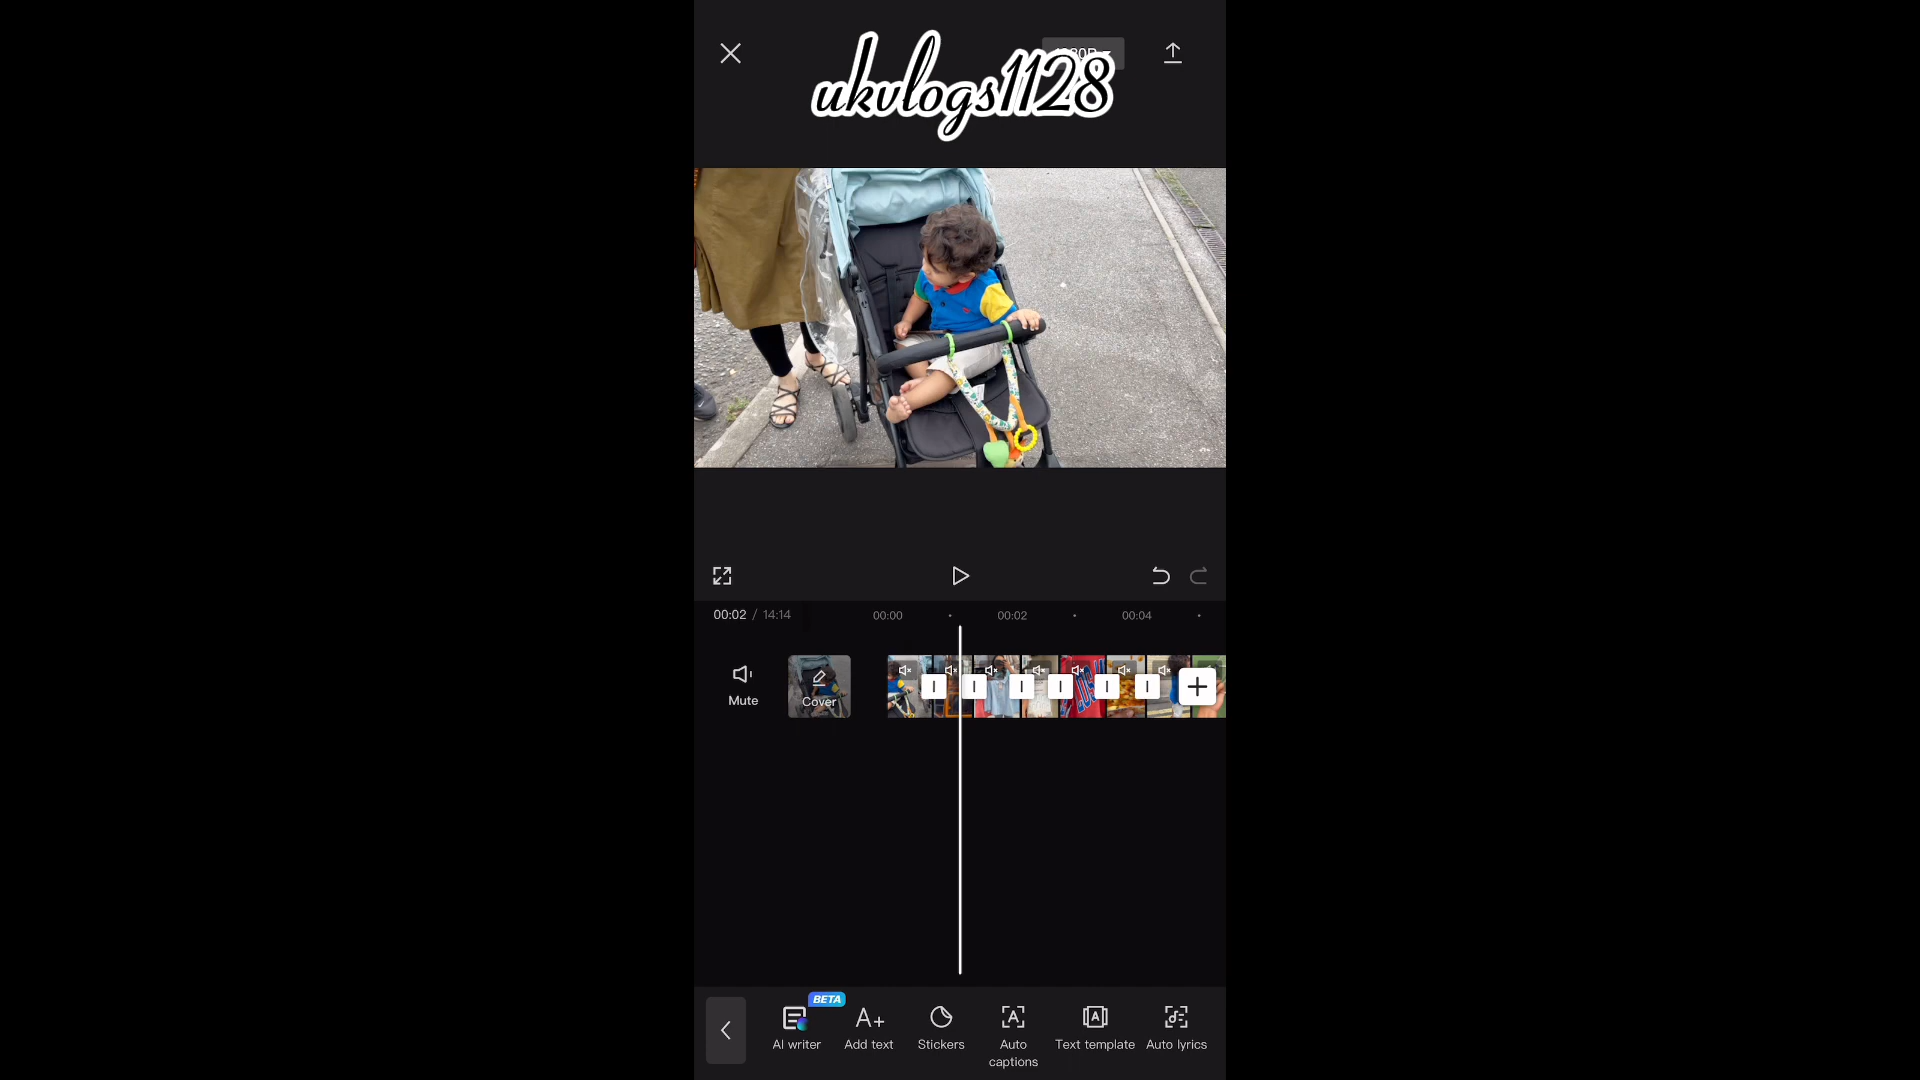 1080P
ukvlogs1128
00:02 / 14:14
00:00
00:02
00:04
Mute
Cover
BETA
AI writer
Add text
Stickers
Auto captions
Text template
Auto lyrics